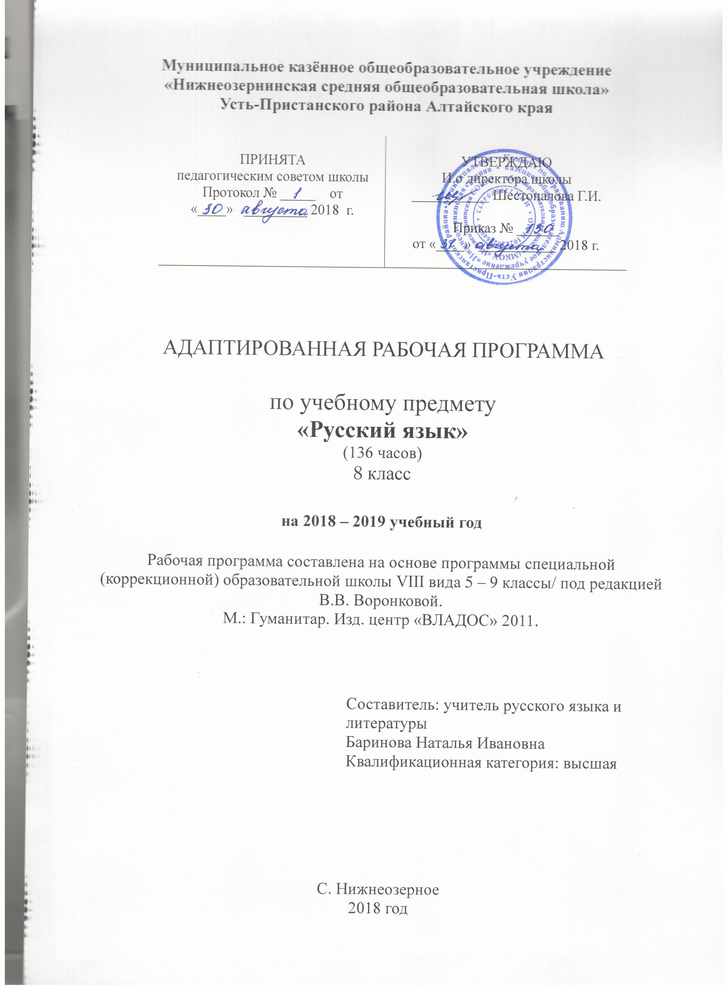 Муниципальное казённое общеобразовательное учреждение
«Нижнеозернинская средняя общеобразовательная школа»
Усть-Пристанского района Алтайского края
ПРИНЯТА
педагогическим советом школы
Протокол № 1 от
«30» августа 2018 г.
УТВЕРЖДАЮ
И.о директора школы
Шестопалова Г.И.
Приказ № 130
от «31» августа 2018 г.
АДАПТИРОВАННАЯ РАБОЧАЯ ПРОГРАММА
по учебному предмету
«Русский язык»
(136 часов)
8 класс
на 2018 – 2019 учебный год
Рабочая программа составлена на основе программы специальной
(коррекционной) образовательной школы VIII вида 5 – 9 классы/ под редакцией
В.В. Воронковой.
М.: Гуманитар. Изд. центр «ВЛАДОС» 2011.
Составитель: учитель русского языка и
литературы
Баринова Наталья Ивановна
Квалификационная категория: высшая
С. Нижнеозерное
2018 год